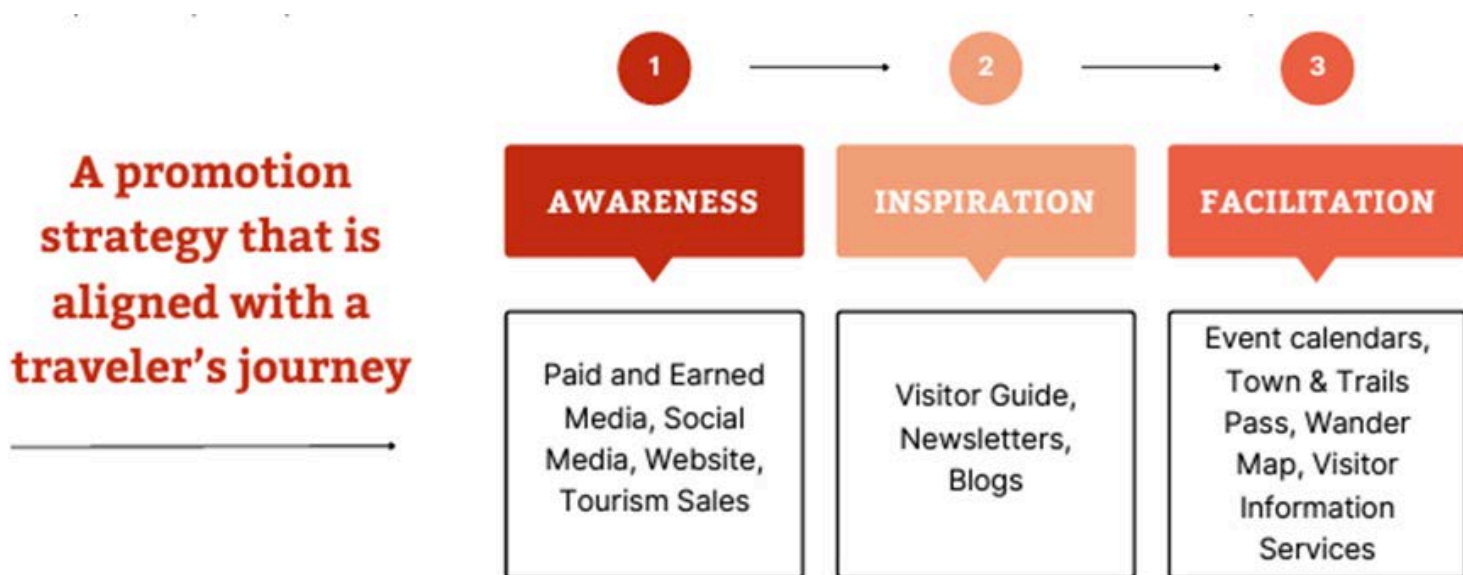 A promotion
strategy that is
aligned with a
traveler's journey
1
2
3
AWARENESS
INSPIRATION
FACILITATION
Paid and Earned
Media, Social
Media, Website,
Tourism Sales
Visitor Guide,
Newsletters,
Blogs
Event calendars,
Town & Trails
Pass, Wander
Map, Visitor
Information
Services